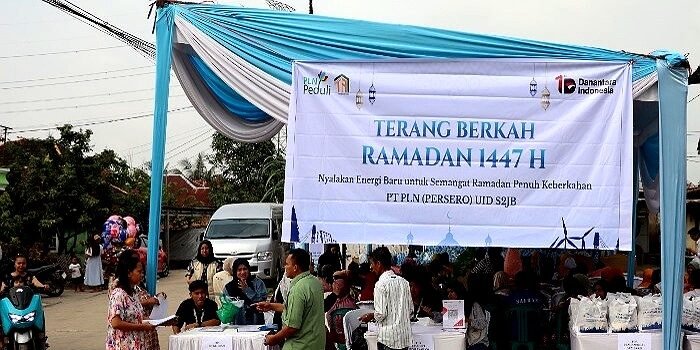 PLN
Peduli
Danantara
Indonesia
TERANG BERKAH
RAMADAN 1447 H
Nyalakan Energi Baru untuk Semangat Ramadan Penuh Keberkahan
PT PLN (PERSERO) UID S2JB